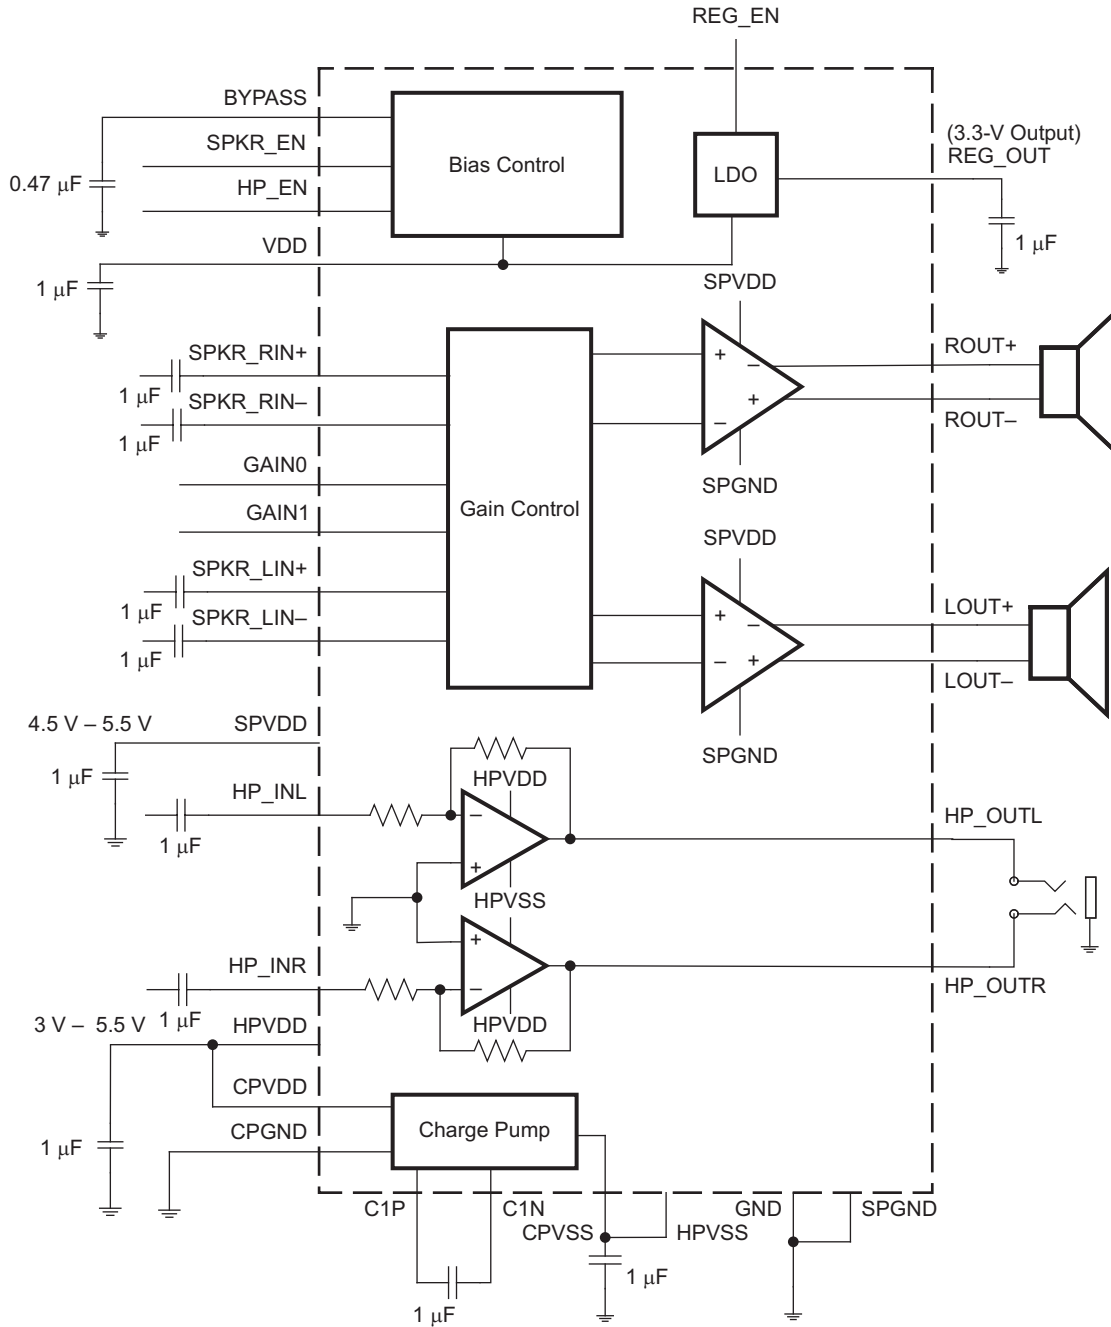 REG_EN
BYPASS
SPKR_EN
HP_EN
VDD
0.47 μF
1 μF
Bias Control
LDO
(3.3-V Output)
REG_OUT
1 μF
SPKR_RIN+
1 μF
SPKR_RIN–
1 μF
GAIN0
GAIN1
SPKR_LIN+
1 μF
SPKR_LIN–
1 μF
Gain Control
SPVDD
+
–
–
+
SPGND
ROUT+
ROUT–
SPVDD
+
–
–
+
SPGND
LOUT+
LOUT–
4.5 V – 5.5 V
SPVDD
1 μF
HP_INL
1 μF
HPVDD
–
+
HPVSS
+
–
HPVDD
HP_OUTL
HP_OUTR
HP_INR
1 μF
3 V – 5.5 V
HPVDD
CPVDD
CPGND
1 μF
Charge Pump
C1P
C1N
1 μF
CPVSS
HPVSS
1 μF
GND
SPGND